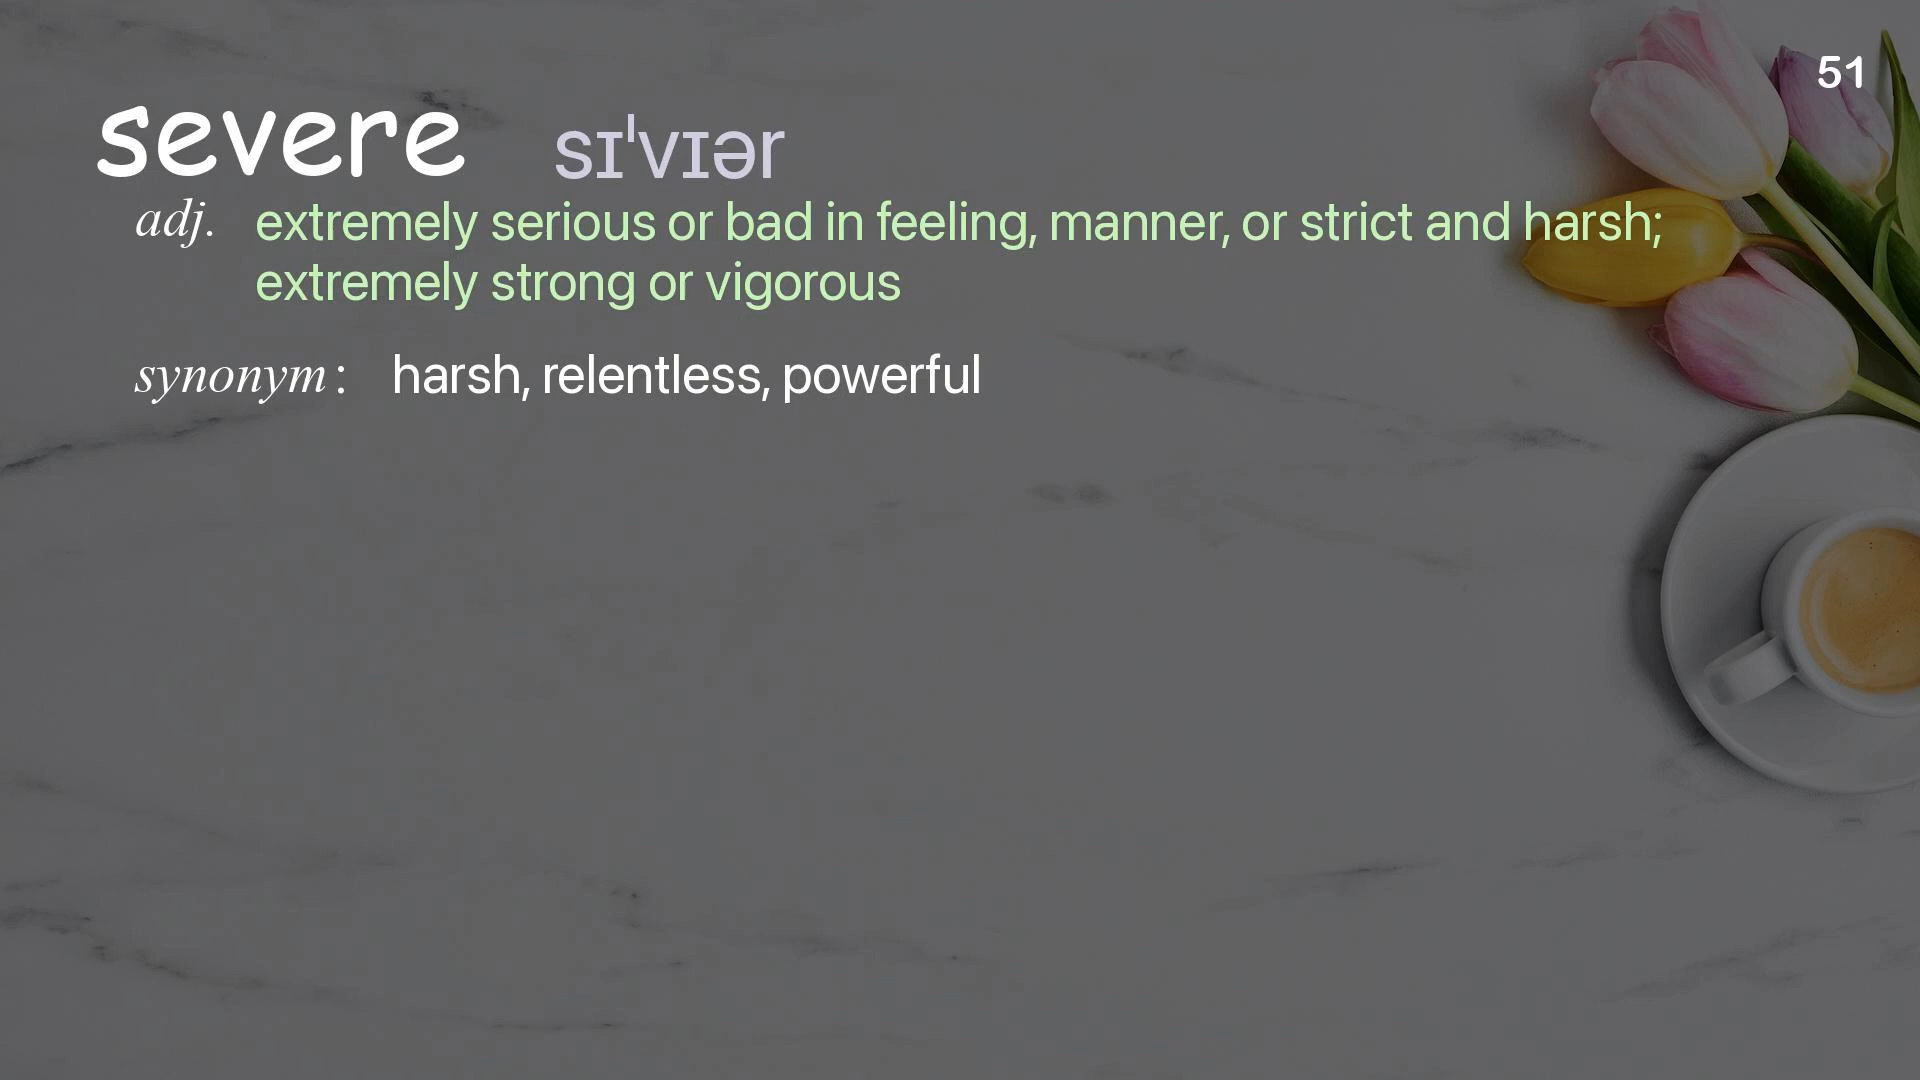 51
severe sɪˈvɪər
adj. extremely serious or bad in feeling, manner, or strict and harsh;
extremely strong or vigorous
synonym : harsh, relentless, powerful